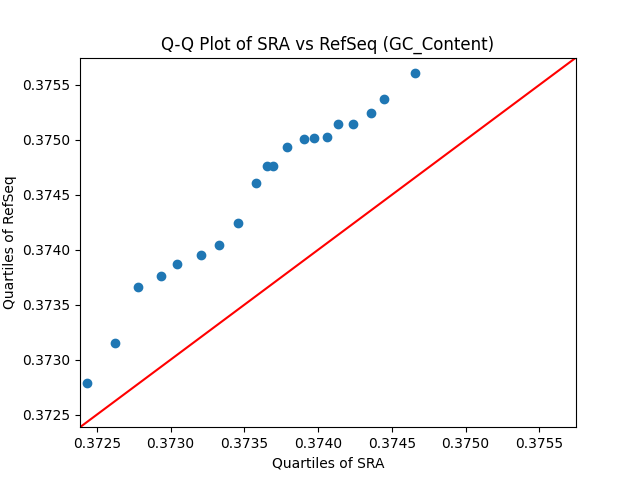 Q-Q Plot of SRA vs RefSeq (GC_Content)
Quartiles of RefSeq
0.3755
0.3750
0.3745
0.3740
0.3735
0.3730
0.3725
0.3725 0.3730 0.3735 0.3740 0.3745 0.3750 0.3755
Quartiles of SRA